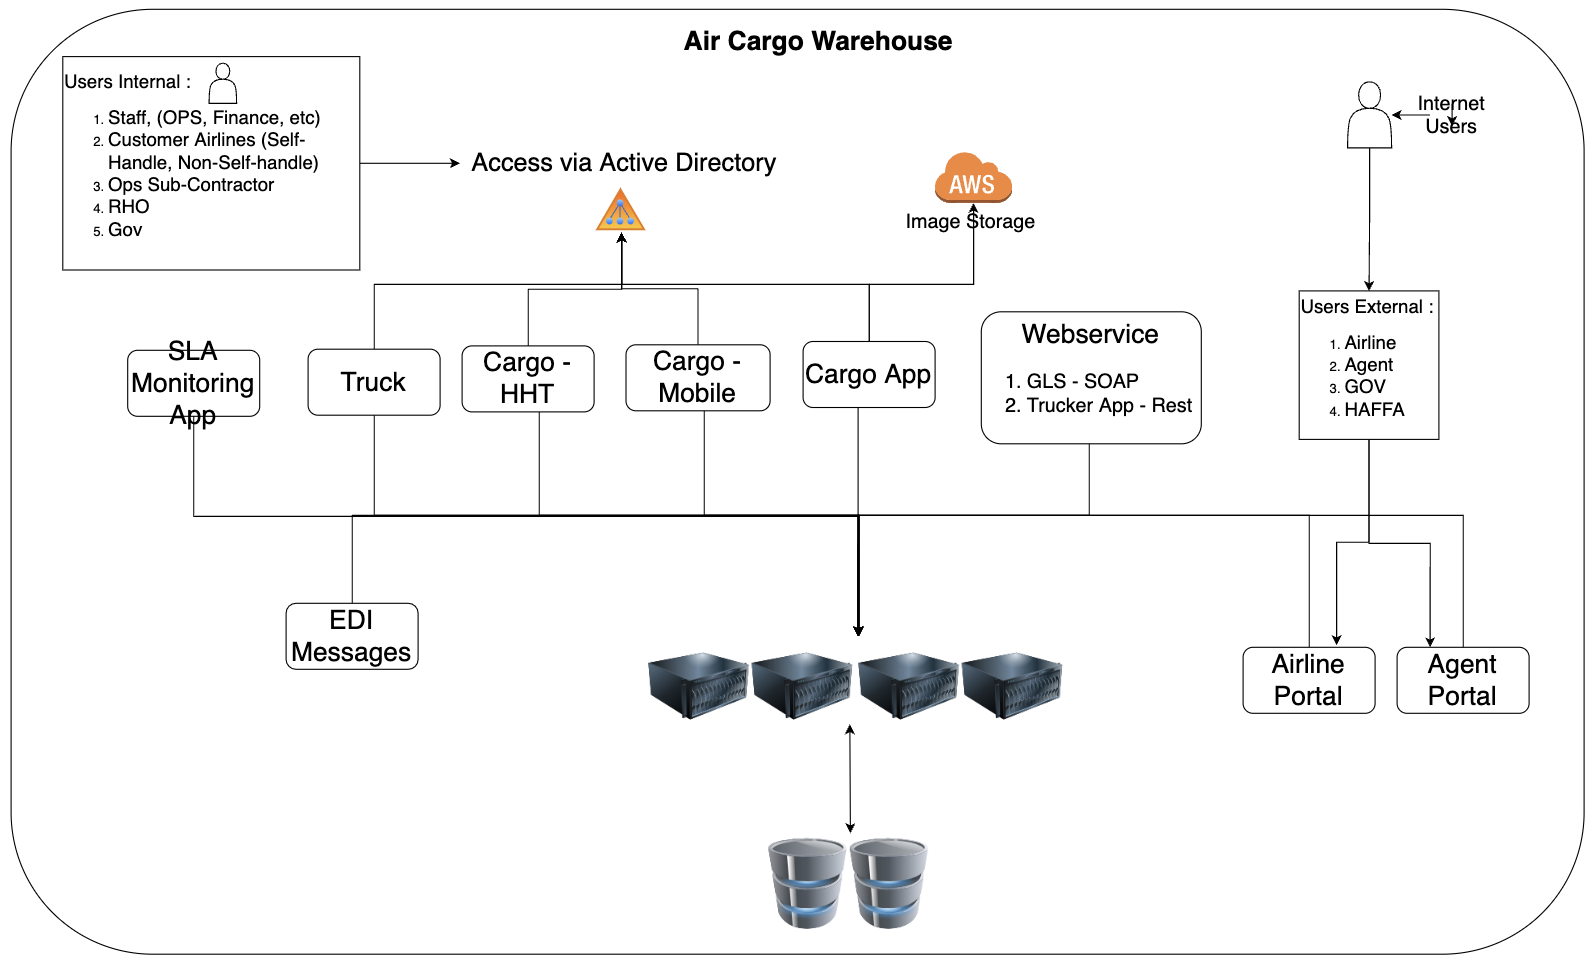 Air Cargo Warehouse
Users Internal :
1. Staff, (OPS, Finance, etc)
2. Customer Airlines (Self-
Handle, Non-Self-handle)
3. Ops Sub-Contractor
4. RHO
5. Gov
Access via Active Directory
AWS
Image Storage
Internet
Users
Users External :
1. Airline
2. Agent
3. GOV
4. HAFFA
SLA
Monitoring
App
Truck
Cargo -
HHT
Cargo -
Mobile
Cargo App
Webservice
1. GLS - SOAP
2. Trucker App - Rest
EDI
Messages
Airline
Portal
Agent
Portal